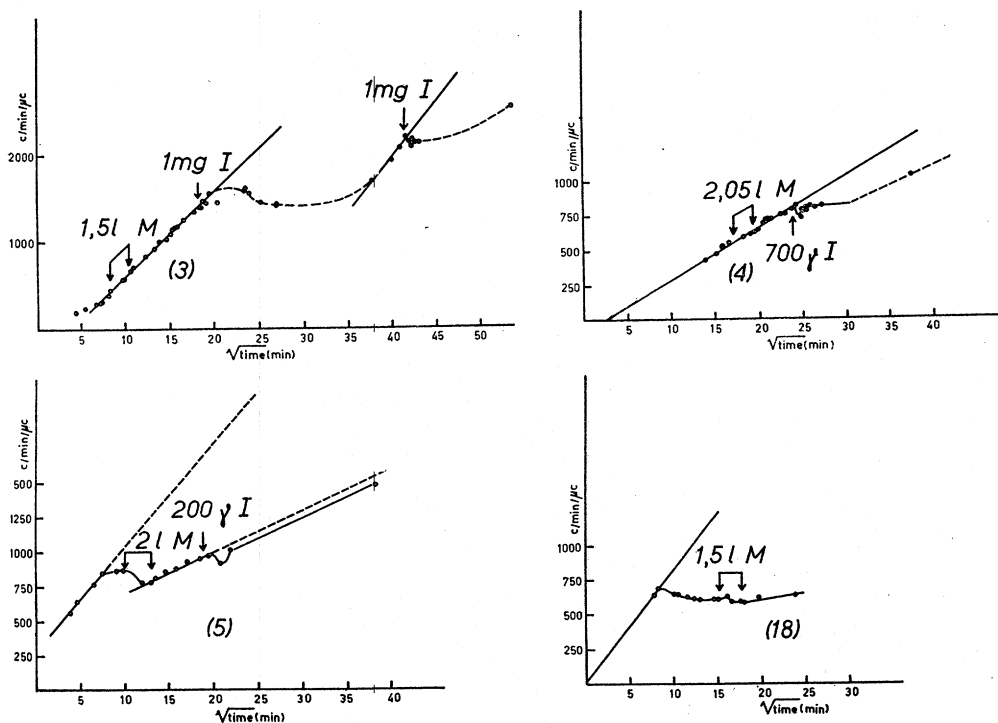 c/min/μc
2000
1000
1,5l M
1mg I
1mg I
(3)
5 10 15 20 25 30 35 40 45 50
√time(min)
c/min/μc
1000
750
500
250
2,05l M
700 γ I
(4)
5 10 15 20 25 30 40
√time(min)
c/min/μc
500
1250
1000
750
500
250
200 γ I
2l M
(5)
5 10 15 20 25 30 40
√time(min)
c/min/μc
1000
750
500
250
1,5l M
(18)
5 10 15 20 25 30
√time(min)